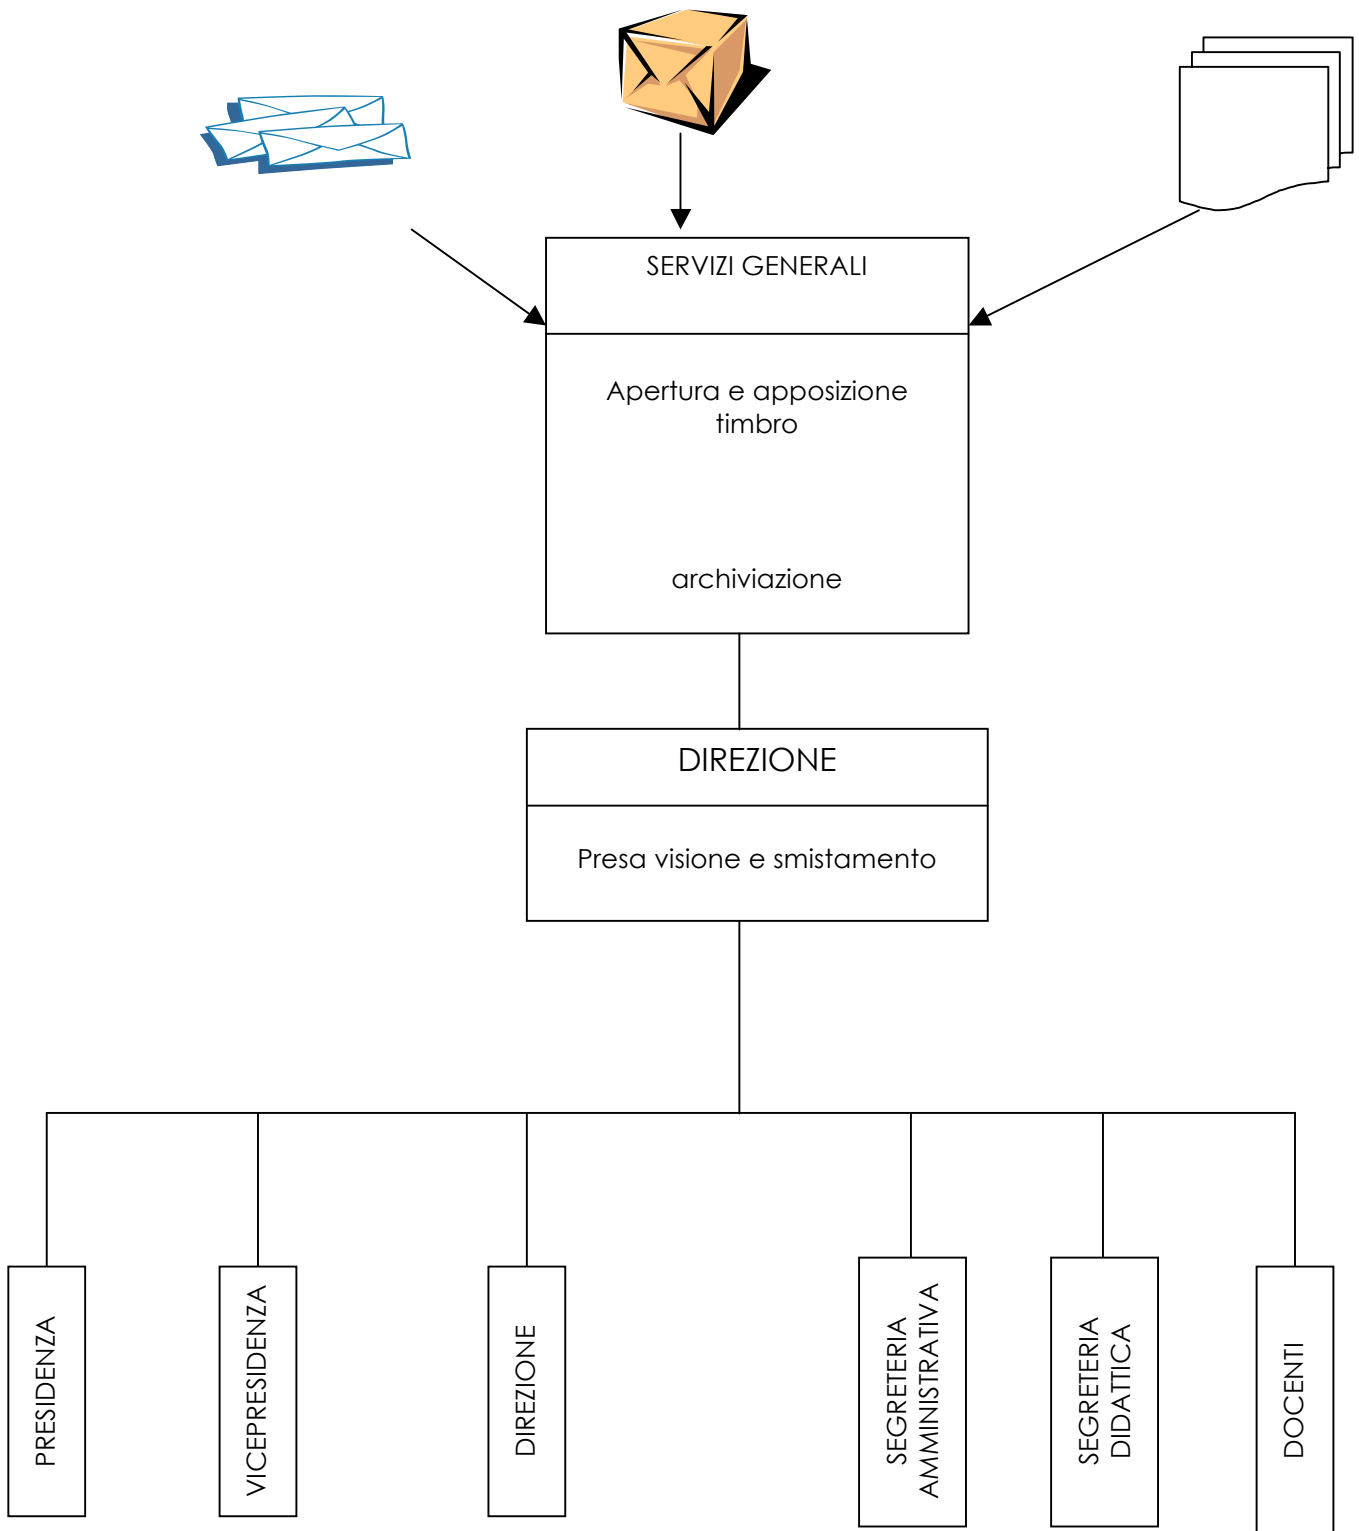 SERVIZI GENERALI
Apertura e apposizione
timbro
archiviazione
DIREZIONE
Presa visione e smistamento
PRESIDENZA
VICEPRESIDENZA
DIREZIONE
SEGRETERIA
AMMINISTRATIVA
SEGRETERIA
DIDATTICA
DOCENTI